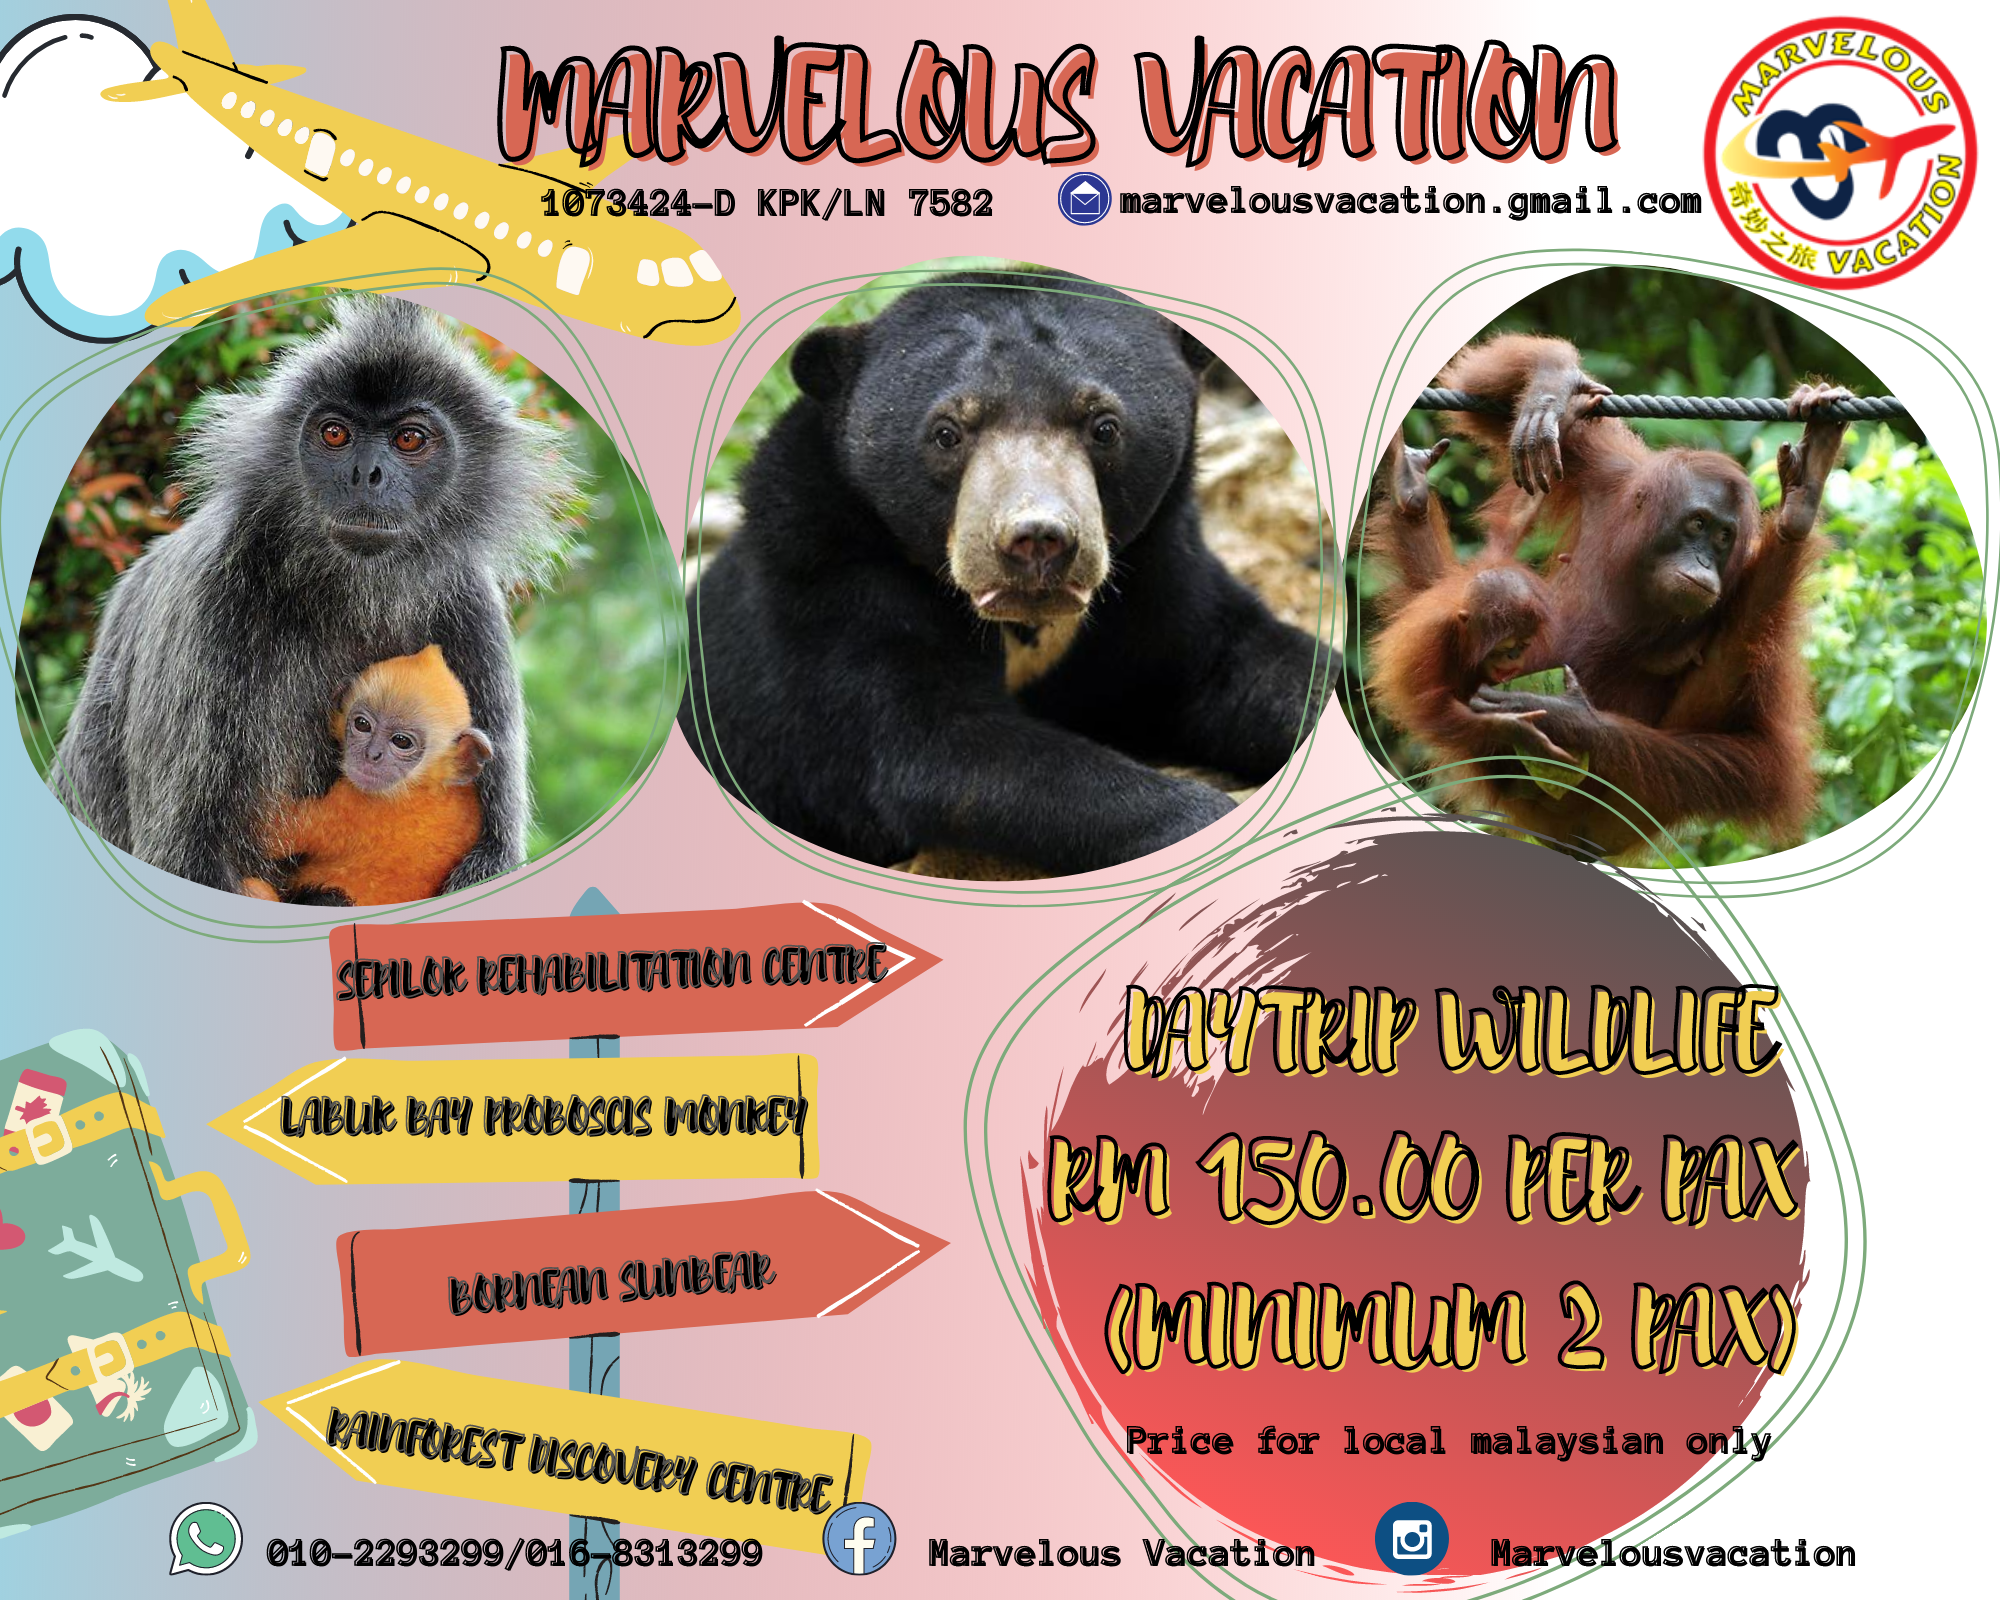 MARVELOUS VACATION
1073424-D KPK/LN 7582
marvelousvacation.gmail.com
MARVELOUS
奇妙之旅 VACATION
SEPILOK REHABILITATION CENTRE
LABUK BAY PROBOSCIS MONKEY
BORNEAN SUNBEAR
RAINFOREST DISCOVERY CENTRE
DAYTRIP WILDLIFE
RM 150.00 PER PAX
(MINIMUM 2 PAX)
Price for local malaysian only
010-2293299/016-8313299
Marvelous Vacation
Marvelousvacation